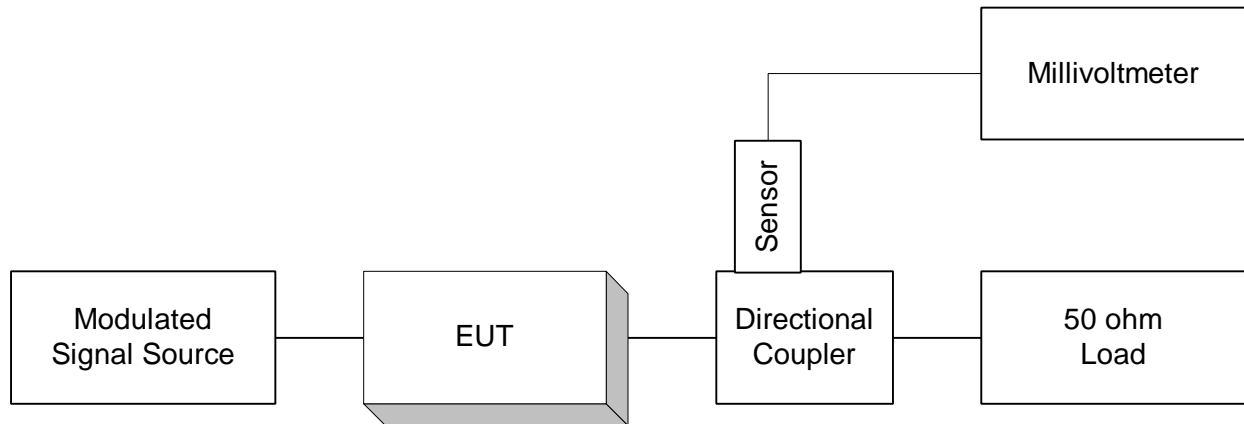 Millivoltmeter
Sensor
Modulated
Signal Source
EUT
Directional
Coupler
50 ohm
Load